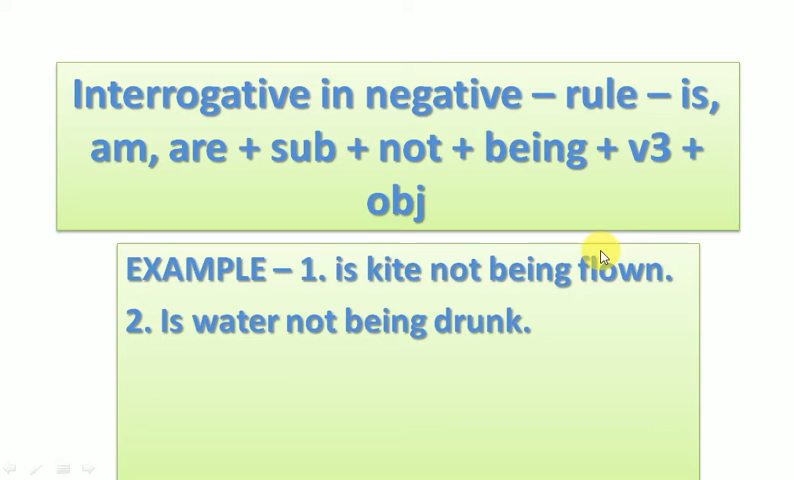 Interrogative in negative – rule – is,
am, are + sub + not + being + v3 +
obj
EXAMPLE – 1. is kite not being flown.
2. Is water not being drunk.